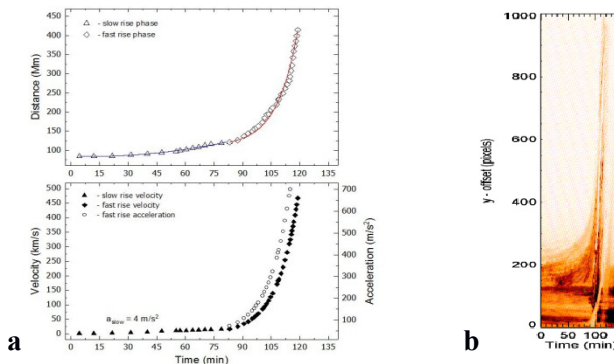 △ - slow rise phase
◇ - fast rise phase
450
400
350
300
250
200
150
100
Distance (Mm)
0 15 30 45 60 75 90 105 120 135
500
450
400
350
300
250
200
150
100
50
0
Velocity (km/s)
▲ - slow rise velocity
◆ - fast rise velocity
○ - fast rise acceleration
a_slow = 4 m/s²
700
600
500
400
300
200
100
Acceleration (m/s²)
0 15 30 45 60 75 90 105 120 135
Time (min)
a
1000
800
600
400
200
0
y - offset (pixels)
0 100
Time (min)
b